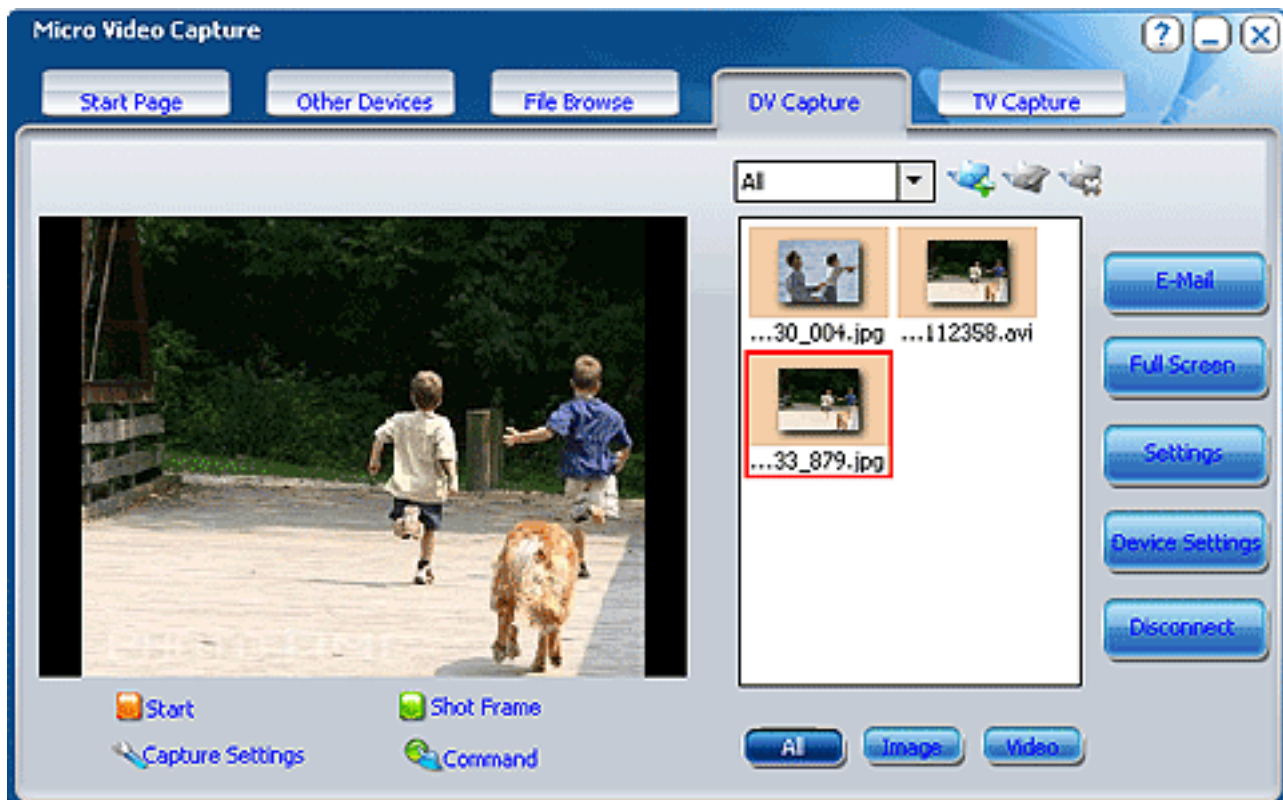 Micro Video Capture
Start Page
Other Devices
File Browse
DV Capture
TV Capture
All
...30_004.jpg
...112358.avi
...33_879.jpg
E-Mail
Full Screen
Settings
Device Settings
Disconnect
Start
Shot Frame
Capture Settings
Command
All
Image
Video